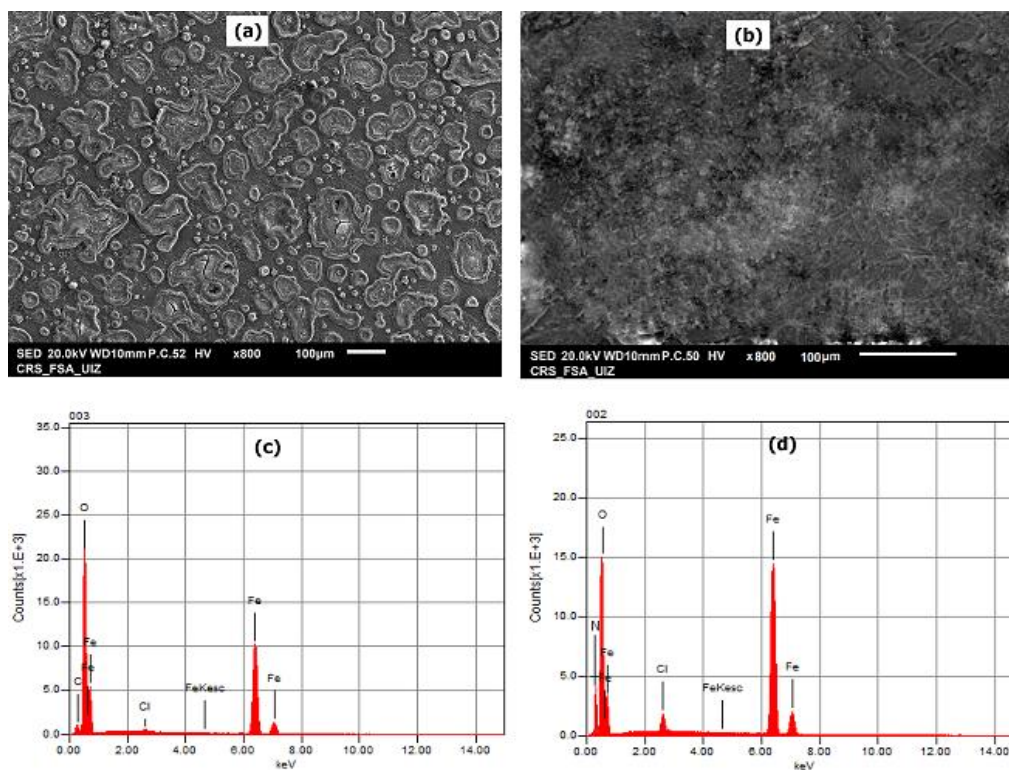 (a)
SED 20.0kV WD10mm P.C.52 HV x800 100µm
CRS_FSA_UIZ
(b)
SED 20.0kV WD10mm P.C.50 HV x800 100µm
CRS_FSA_UIZ
003
(c)
35.0
30.0
25.0
20.0
15.0
10.0
5.0
0.0
Counts[x1.E+3]
O
Fe
Fe
C
Cl
FeKesc
Fe
Fe
0.00 2.00 4.00 6.00 8.00 10.00 12.00 14.00
keV
002
(d)
25.0
20.0
15.0
10.0
5.0
0.0
Counts[x1.E+3]
O
N
Fe
Cl
FeKesc
Fe
Fe
0.00 2.00 4.00 6.00 8.00 10.00 12.00 14.0
keV